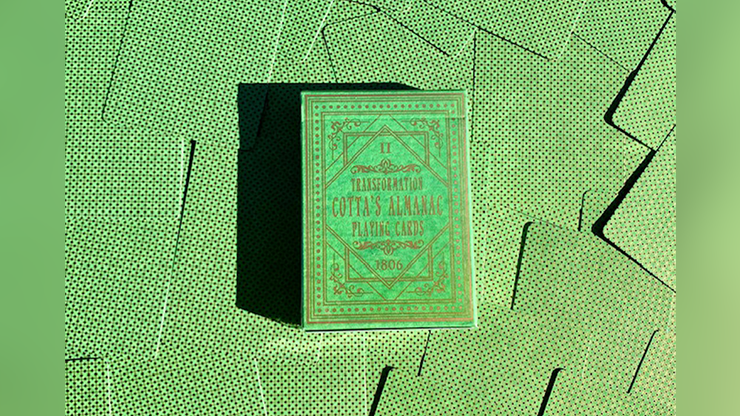 II
TRANSFORMATION
COTTA'S ALMANAC
PLAYING CARDS
1806